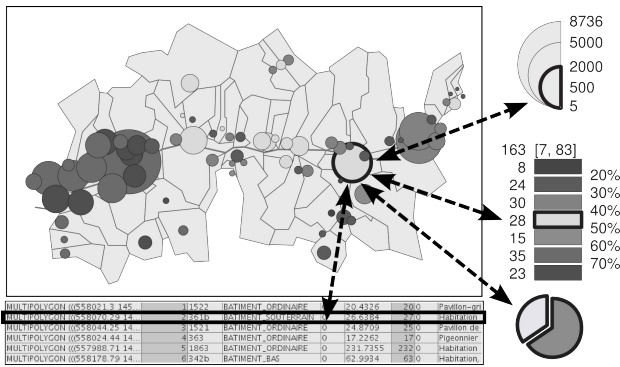 8736
5000
2000
500
5
163 [7, 83]
8
20%
24
30%
30
40%
28
50%
15
60%
35
70%
23
MULTIPOLYGON (((558021.3 145... 1 1522 BATIMENT_ORDINAIRE 0 20.4326 20 0 Pavillon-gri
MULTIPOLYGON (((558070.29 14... 2 361b BATIMENT_SOUTERRAIN 0 26.6384 27 0 Habitation
MULTIPOLYGON (((558044.25 14... 3 1521 BATIMENT_ORDINAIRE 0 24.8709 25 0 Pavillon de
MULTIPOLYGON (((558024.44 14... 4 363 BATIMENT_ORDINAIRE 0 17.2262 17 0 Pigeonnier
MULTIPOLYGON (((557988.71 14... 5 1863 BATIMENT_ORDINAIRE 0 231.7355 232 0 Habitation
MULTIPOLYGON (((558178.79 14... 6 342b BATIMENT_BAS 0 62.9934 63 0 Habitation,